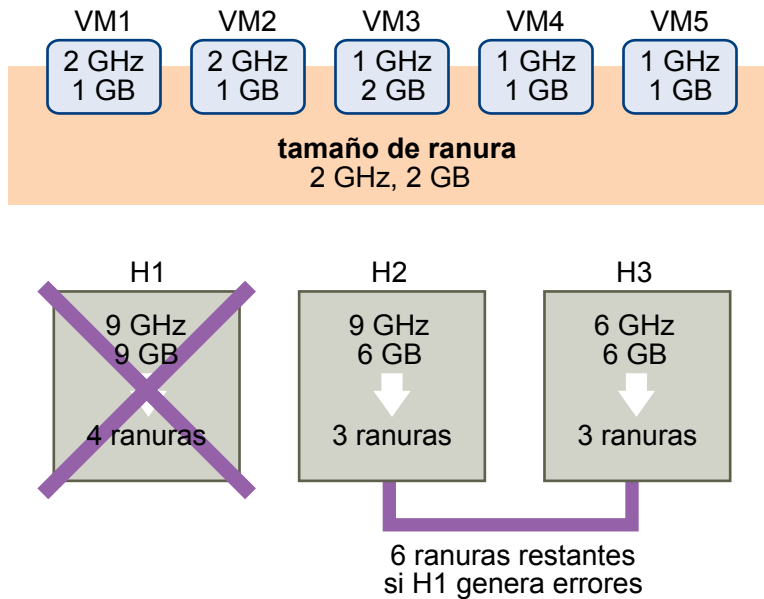 VM1 VM2 VM3 VM4 VM5
2 GHz 2 GHz 1 GHz 1 GHz 1 GHz
1 GB 1 GB 2 GB 1 GB 1 GB
tamaño de ranura
2 GHz, 2 GB
H1 H2 H3
9 GHz 9 GHz 6 GHz
9 GB 6 GB 6 GB
4 ranuras 3 ranuras 3 ranuras
6 ranuras restantes
si H1 genera errores